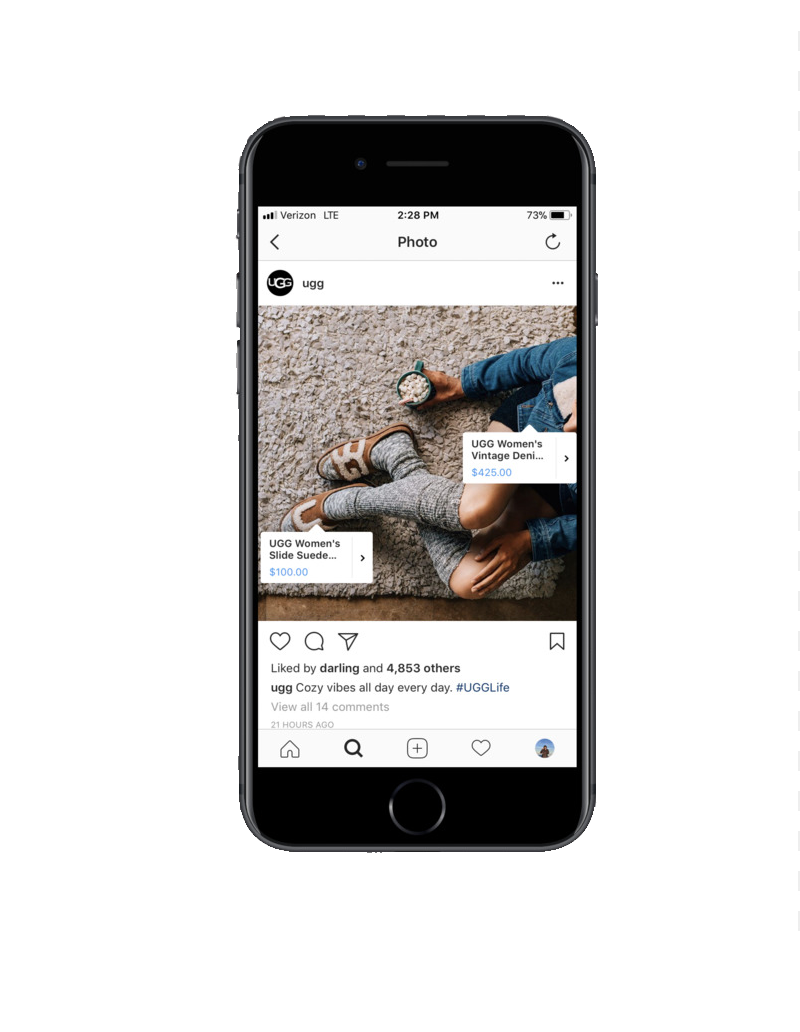 Verizon LTE 2:28 PM 73%
Photo
UGG ugg
UGG Women's
Vintage Deni...
$425.00
UGG Women's
Slide Suede...
$100.00
Liked by darling and 4,853 others
ugg Cozy vibes all day every day. #UGGLife
View all 14 comments
21 HOURS AGO